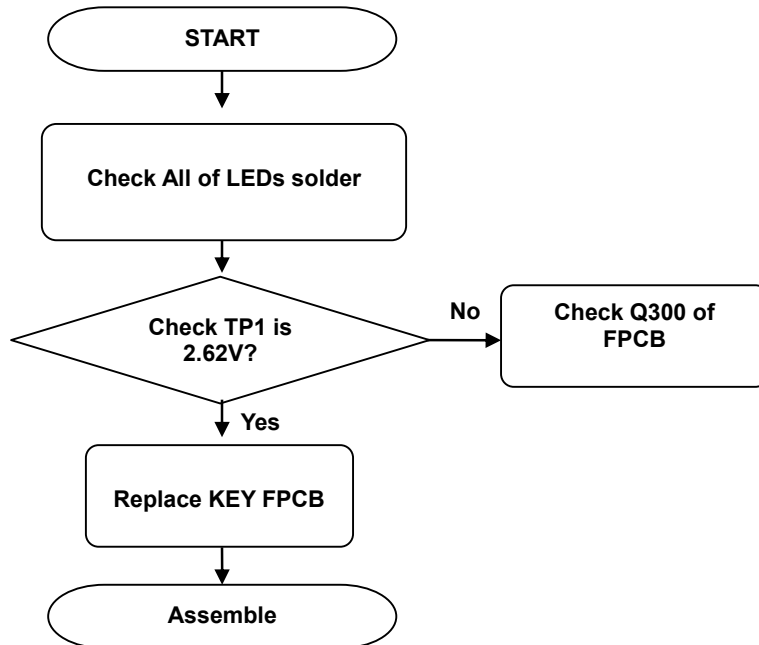 START
Check All of LEDs solder
Check TP1 is
2.62V?
No
Check Q300 of
FPCB
Yes
Replace KEY FPCB
Assemble